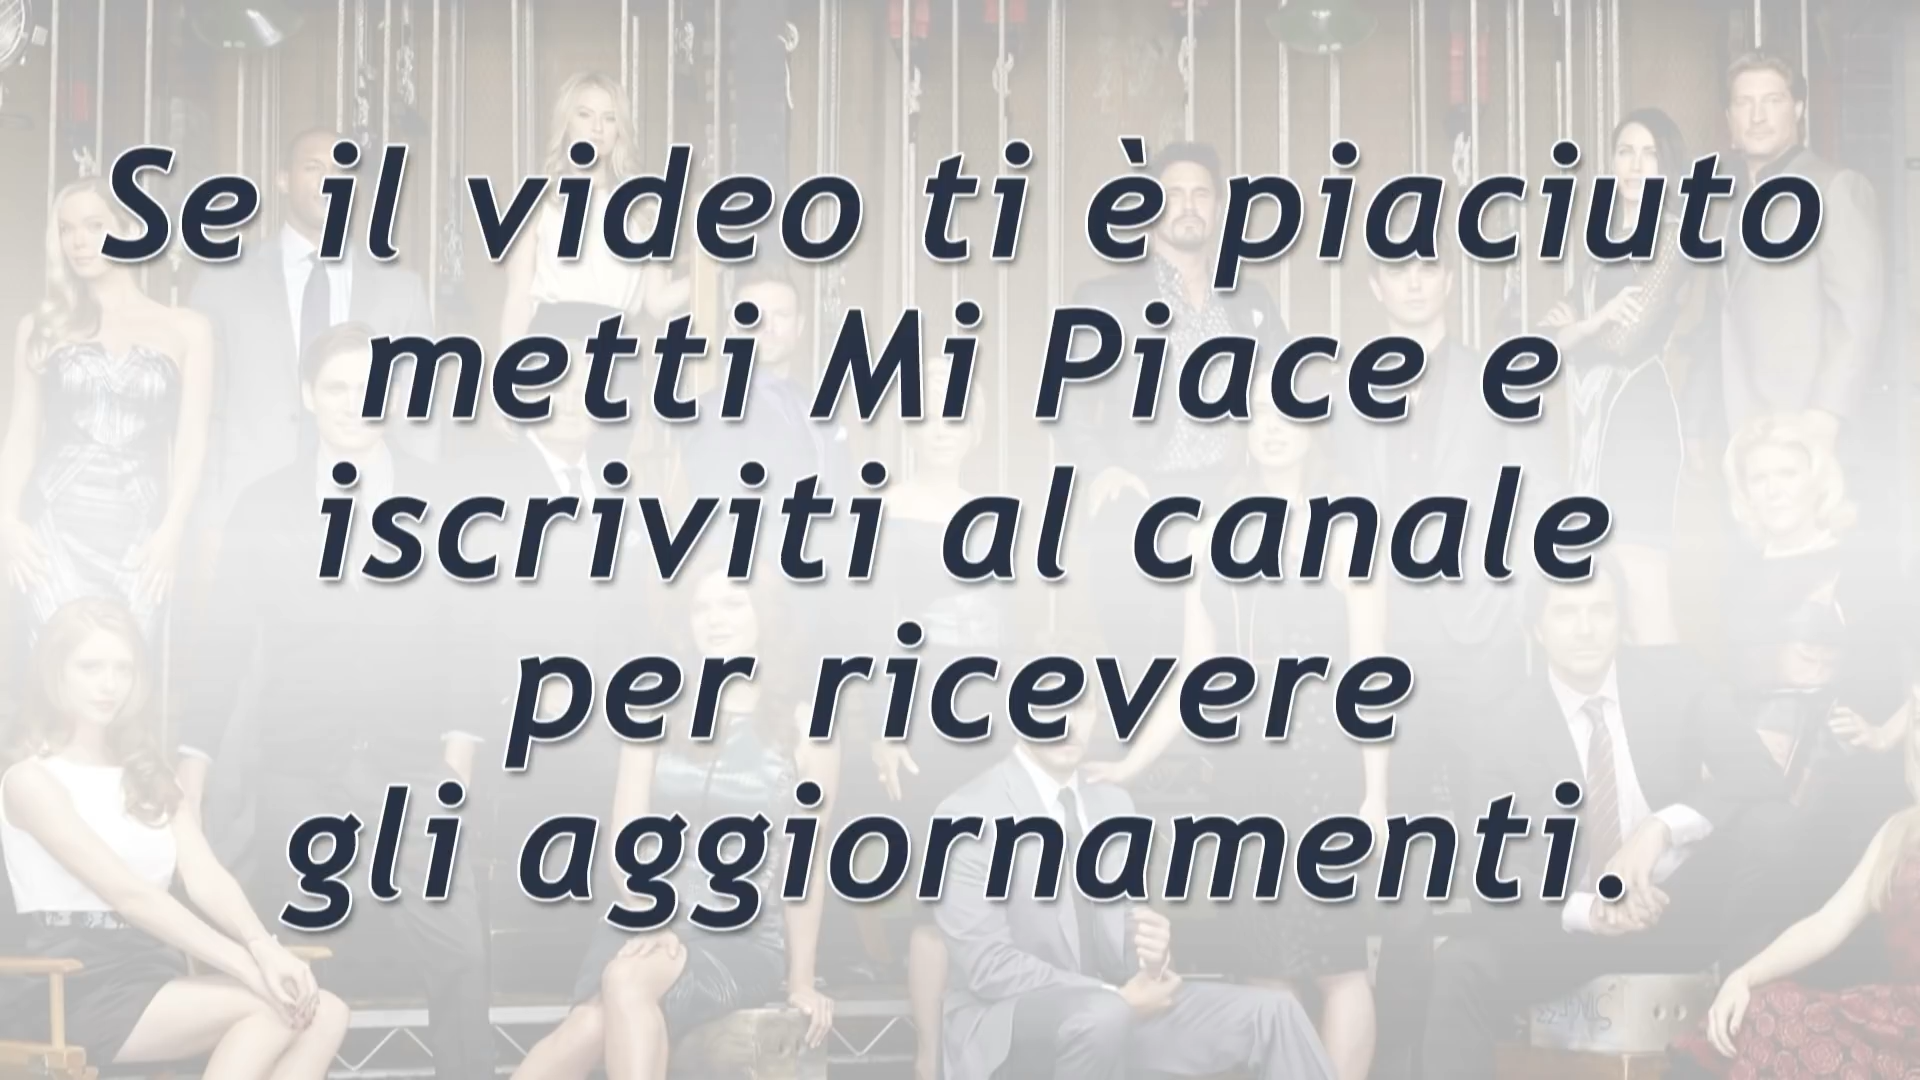 Se il video ti è piaciuto
metti Mi Piace e
iscriviti al canale
per ricevere
gli aggiornamenti.